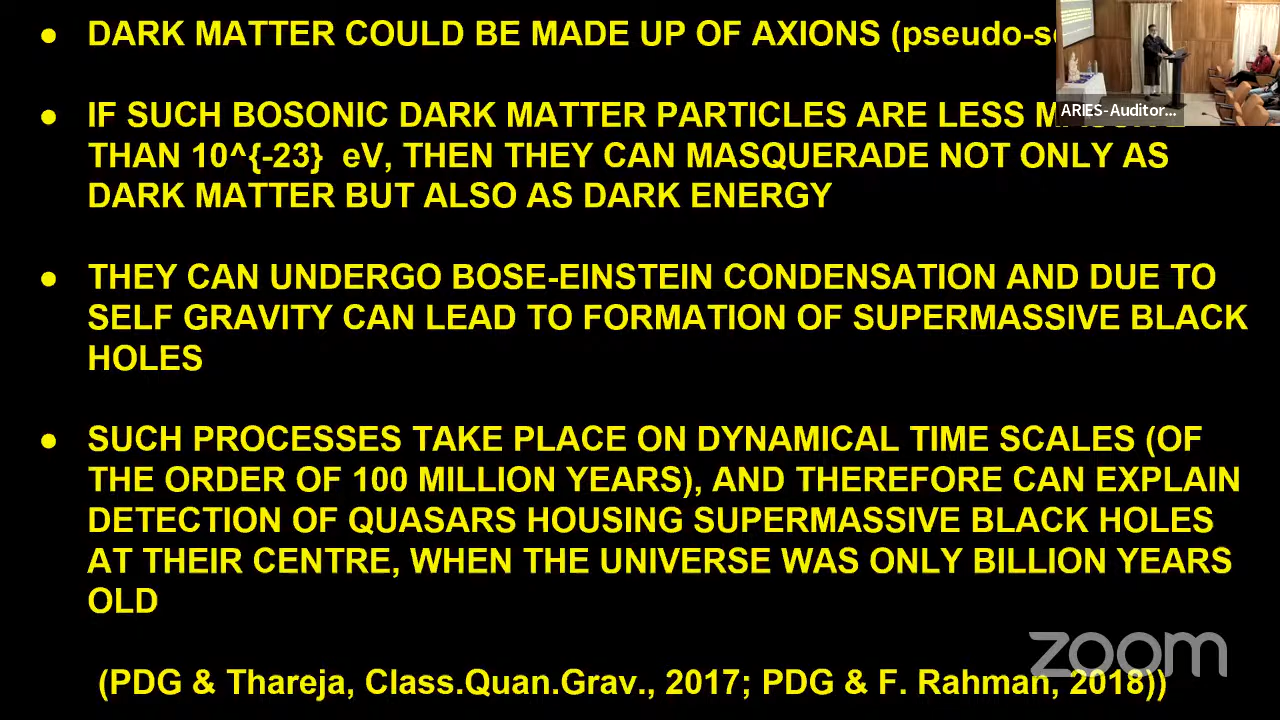 ● DARK MATTER COULD BE MADE UP OF AXIONS
● IF SUCH BOSONIC DARK MATTER PARTICLES ARE LESS
THAN 10^{-23} eV, THEN THEY CAN MASQUERADE NOT ONLY AS
DARK MATTER BUT ALSO AS DARK ENERGY
● THEY CAN UNDERGO BOSE-EINSTEIN CONDENSATION AND DUE TO
SELF GRAVITY CAN LEAD TO FORMATION OF SUPERMASSIVE BLACK
HOLES
● SUCH PROCESSES TAKE PLACE ON DYNAMICAL TIME SCALES (OF
THE ORDER OF 100 MILLION YEARS), AND THEREFORE CAN EXPLAIN
DETECTION OF QUASARS HOUSING SUPERMASSIVE BLACK HOLES
AT THEIR CENTRE, WHEN THE UNIVERSE WAS ONLY BILLION YEARS
OLD
(PDG & Thareja, Class.Quan.Grav., 2017; PDG & F. Rahman, 2018))
ARIES-Auditor...
zoom